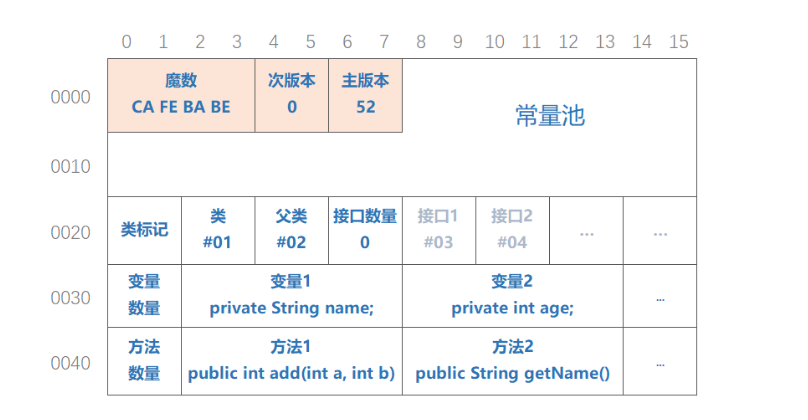 0 1 2 3 4 5 6 7 8 9 10 11 12 13 14 15
0000
魔数
CA FE BA BE
次版本
0
主版本
52
常量池
0010
0020
类标记
类
#01
父类
#02
接口数量
0
接口1
#03
接口2
#04
...
...
0030
变量
数量
变量1
private String name;
变量2
private int age;
...
0040
方法
数量
方法1
public int add(int a, int b)
方法2
public String getName()
...